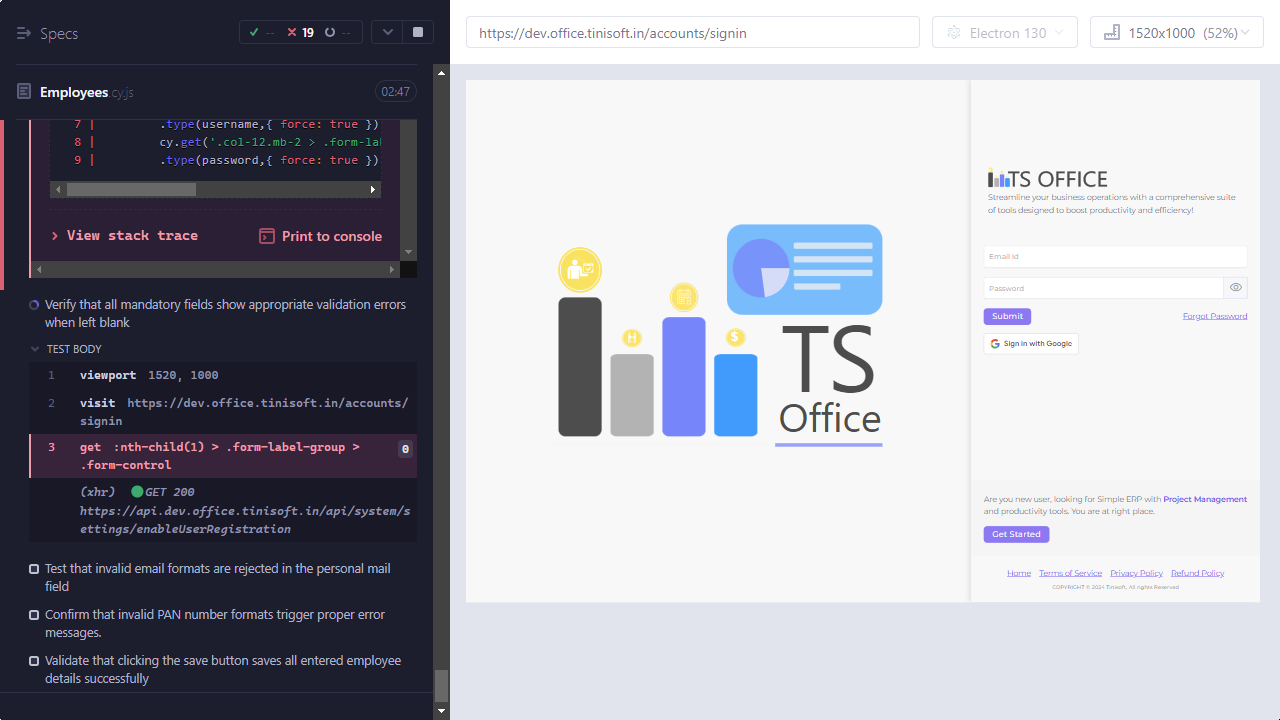 Specs
--
19
--
https://dev.office.tinisoft.in/accounts/signin
Electron 130
1520x1000 (52%)
Employees.cy.js
02:47
7 | .type(username,{ force: true })
8 | cy.get('.col-12.mb-2 > .form-la
9 | .type(password,{ force: true })
View stack trace
Print to console
Verify that all mandatory fields show appropriate validation errors
when left blank
TEST BODY
1 viewport 1520, 1000
2 visit https://dev.office.tinisoft.in/accounts/
signin
3 get :nth-child(1) > .form-label-group >
.form-control
0
(xhr) GET 200
https://api.dev.office.tinisoft.in/api/system/s
ettings/enableUserRegistration
Test that invalid email formats are rejected in the personal mail
field
Confirm that invalid PAN number formats trigger proper error
messages.
Validate that clicking the save button saves all entered employee
details successfully
H
$
TS
Office
TS OFFICE
Streamline your business operations with a comprehensive suite
of tools designed to boost productivity and efficiency!
Email Id
Password
Submit
Forgot Password
Sign in with Google
Are you new user, looking for Simple ERP with Project Management
and productivity tools. You are at right place.
Get Started
Home Terms of Service Privacy Policy Refund Policy
COPYRIGHT © 2024 Tinisoft, All rights Reserved